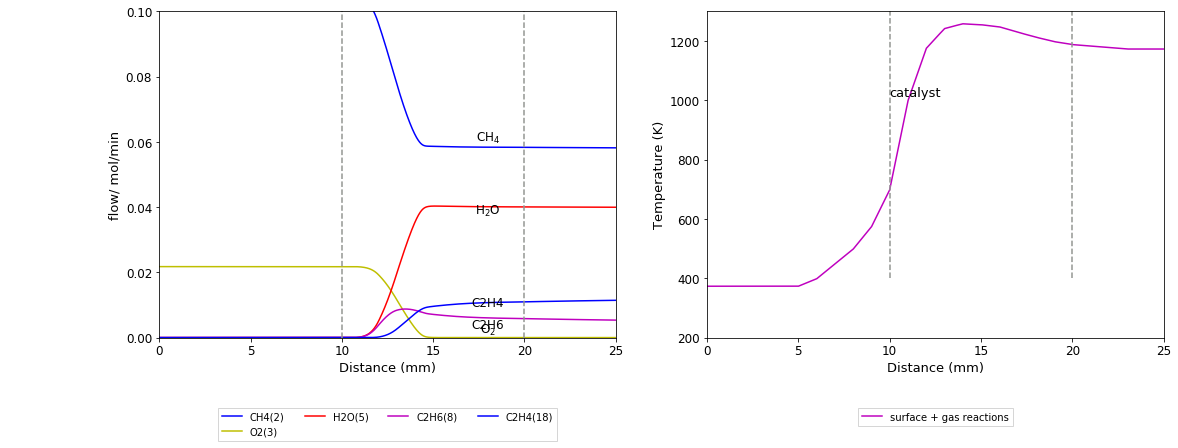 0.10
0.08
0.06
0.04
0.02
0.00
flow/ mol/min
CH4
H2O
C2H4
C2H6
O2
0 5 10 15 20 25
Distance (mm)
CH4(2) H2O(5) C2H6(8) C2H4(18)
O2(3)
1200
1000
800
600
400
200
Temperature (K)
catalyst
0 5 10 15 20 25
Distance (mm)
surface + gas reactions